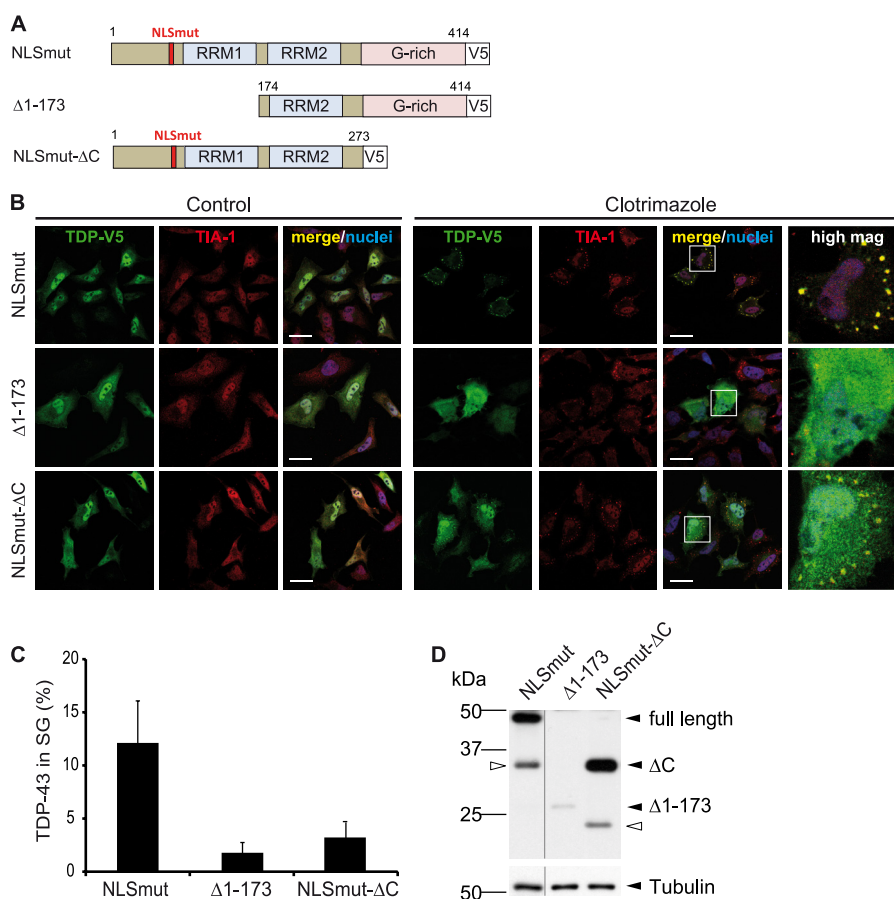 A
1 NLSmut 414
NLSmut RRM1 RRM2 G-rich V5
174 414
Δ1-173 RRM2 G-rich V5
1 NLSmut 273
NLSmut-ΔC RRM1 RRM2 V5
B
Control Clotrimazole
TDP-V5 TIA-1 merge/nuclei TDP-V5 TIA-1 merge/nuclei high mag
NLSmut
Δ1-173
NLSmut-ΔC
C
TDP-43 in SG (%)
20
15
10
5
0
NLSmut Δ1-173 NLSmut-ΔC
D
kDa NLSmut Δ1-173 NLSmut-ΔC
50 full length
37
ΔC
25 Δ1-173
50 Tubulin